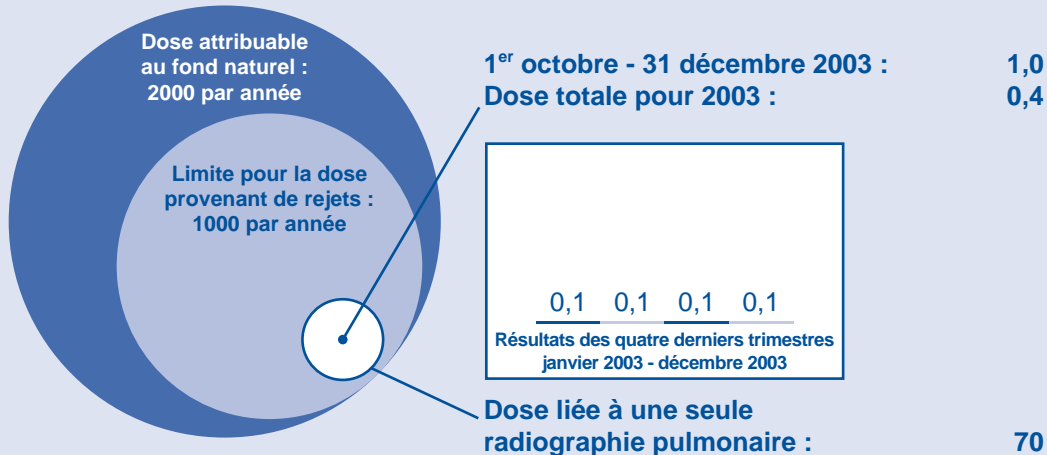 Dose attribuable
au fond naturel :
2000 par année
Limite pour la dose
provenant de rejets :
1000 par année
1er octobre - 31 décembre 2003 : 1,0
Dose totale pour 2003 : 0,4
0,1 0,1 0,1 0,1
Résultats des quatre derniers trimestres
janvier 2003 - décembre 2003
Dose liée à une seule
radiographie pulmonaire : 70